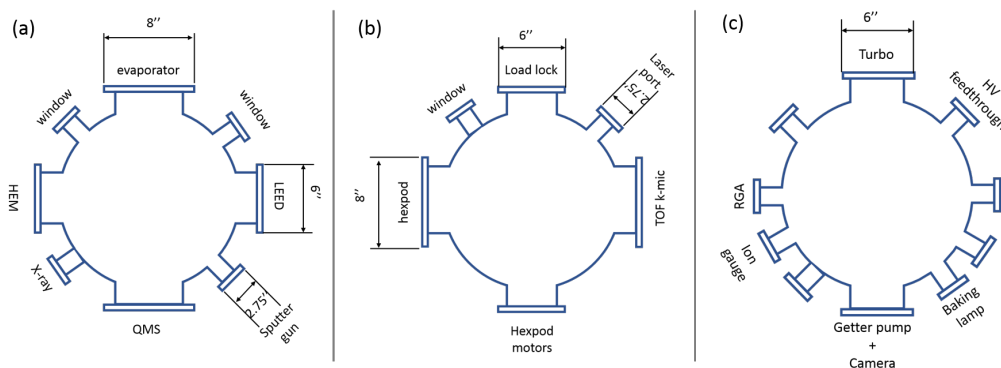 (a)
8’’
evaporator
window
window
HEM
LEED
6’’
X-ray
2.75’
Sputter
gun
QMS
(b)
6’’
Load lock
window
Laser
port
2.75’
8’’
hexpod
TOF k-mic
Hexpod
motors
(c)
6’’
Turbo
HV
feedthrough
RGA
Ion
gauge
Baking
lamp
Getter pump
+
Camera